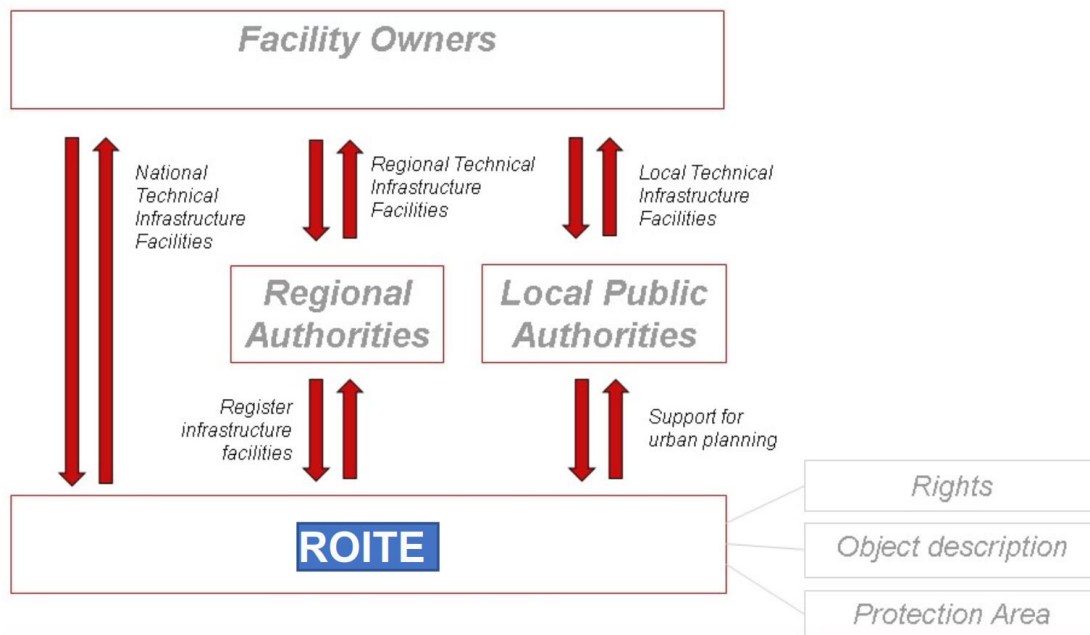 Facility Owners
National
Technical
Infrastructure
Facilities
Regional Technical
Infrastructure
Facilities
Local Technical
Infrastructure
Facilities
Regional
Authorities
Local Public
Authorities
Register
infrastructure
facilities
Support for
urban planning
ROITE
Rights
Object description
Protection Area